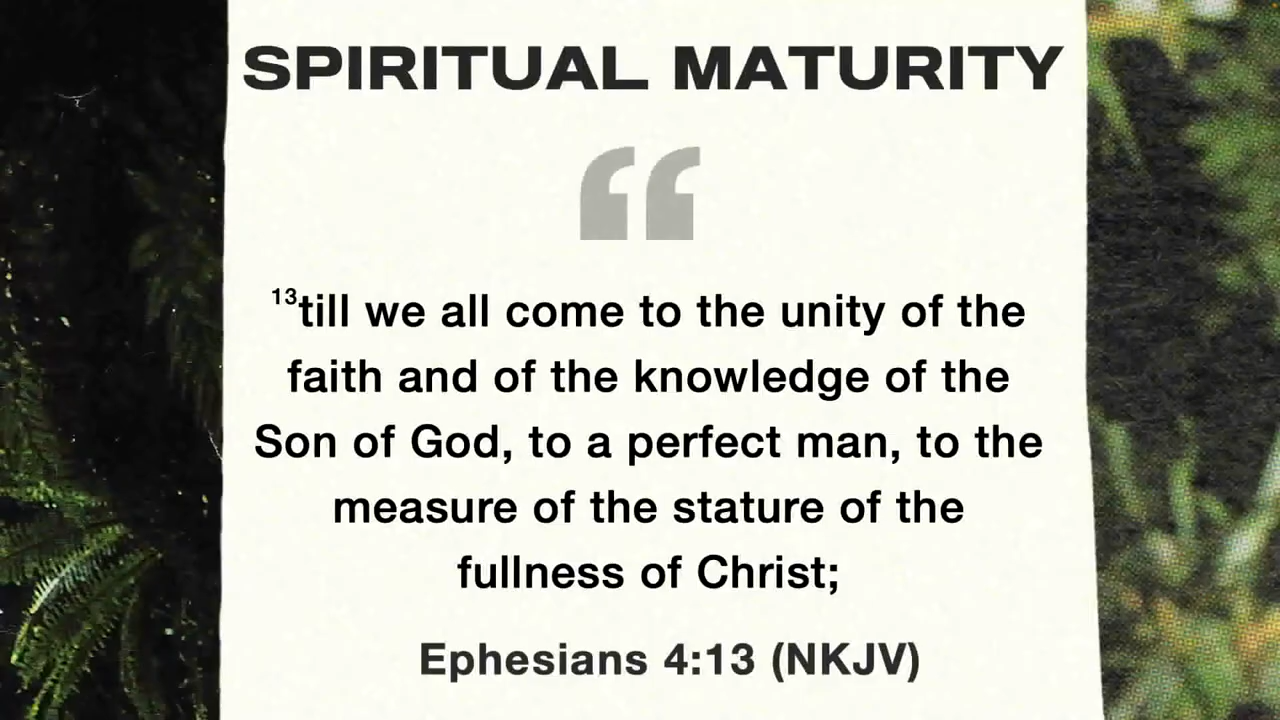 SPIRITUAL MATURITY
“
13till we all come to the unity of the
faith and of the knowledge of the
Son of God, to a perfect man, to the
measure of the stature of the
fullness of Christ;
Ephesians 4:13 (NKJV)